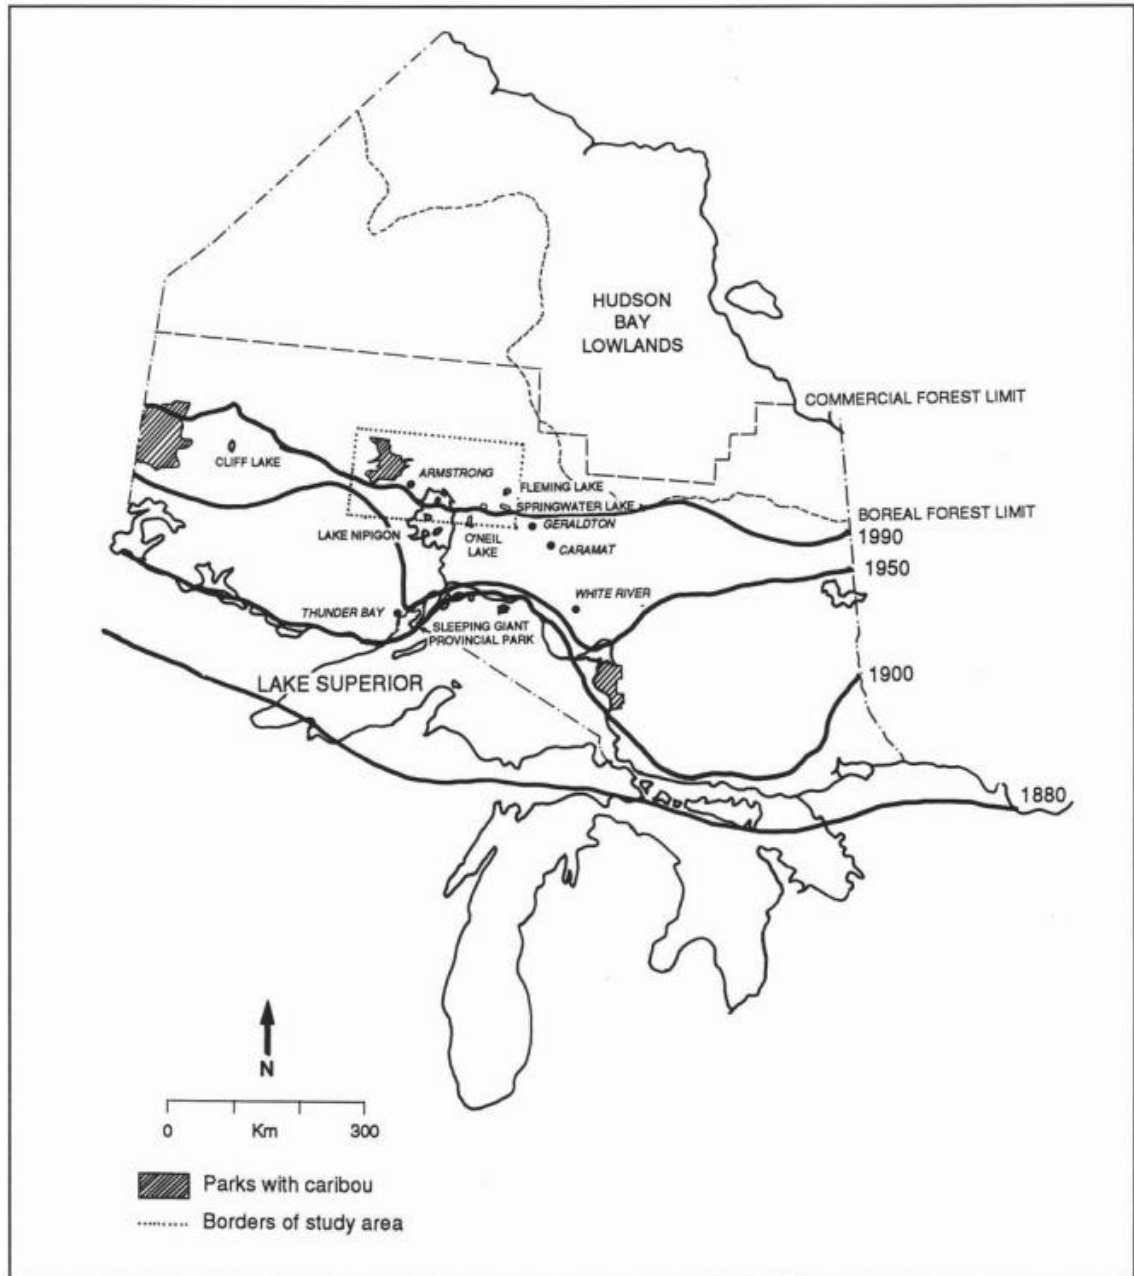 HUDSON
BAY
LOWLANDS
COMMERCIAL FOREST LIMIT
CLIFF LAKE
ARMSTRONG
FLEMING LAKE
SPRINGWATER LAKE
BOREAL FOREST LIMIT
GERALDTON
LAKE NIPIGON
O'NEIL
LAKE
1990
CARAMAT
1950
WHITE RIVER
THUNDER BAY
SLEEPING GIANT
PROVINCIAL PARK
1900
LAKE SUPERIOR
1880
N
0 Km 300
Parks with caribou
Borders of study area